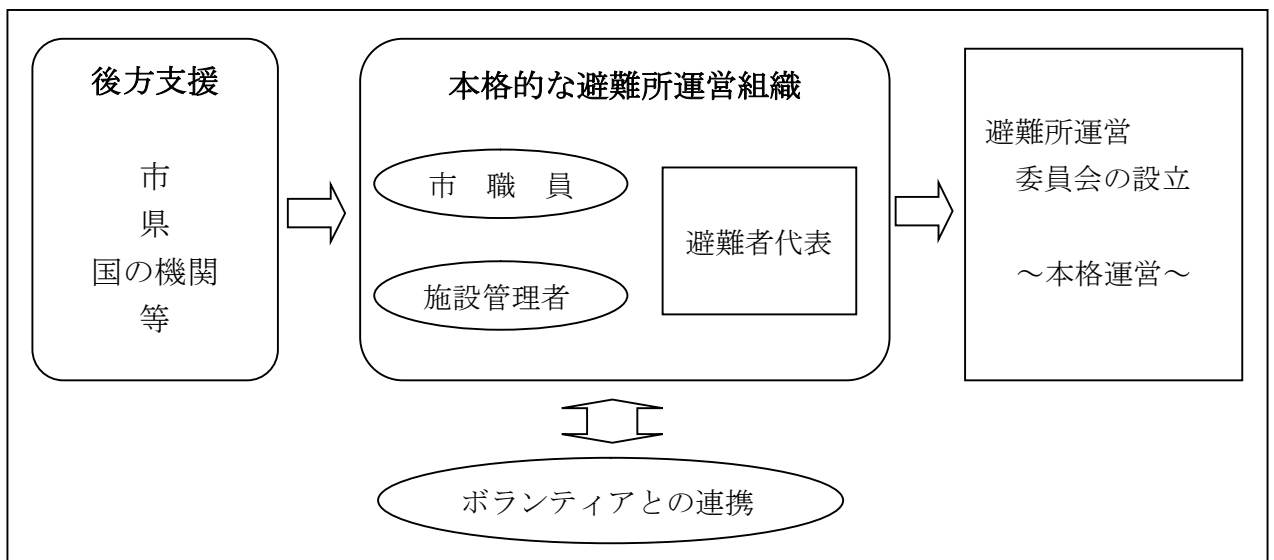 後方支援
市
県
国の機関
等
本格的な避難所運営組織
市 職 員
施設管理者
避難者代表
避難所運営
委員会の設立
～本格運営～
ボランティアとの連携